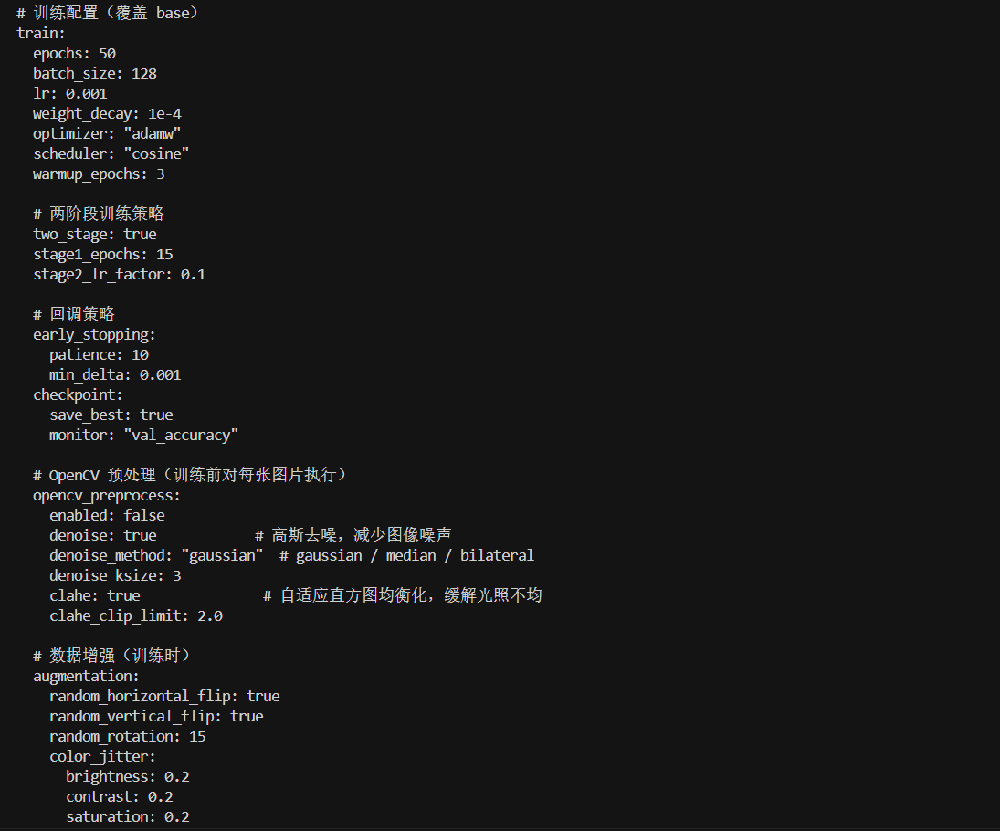 # 训练配置（覆盖 base）
train:
  epochs: 50
  batch_size: 128
  lr: 0.001
  weight_decay: 1e-4
  optimizer: "adamw"
  scheduler: "cosine"
  warmup_epochs: 3

  # 两阶段训练策略
  two_stage: true
  stage1_epochs: 15
  stage2_lr_factor: 0.1

  # 回调策略
  early_stopping:
    patience: 10
    min_delta: 0.001
  checkpoint:
    save_best: true
    monitor: "val_accuracy"

  # OpenCV 预处理（训练前对每张图片执行）
  opencv_preprocess:
    enabled: false
    denoise: true            # 高斯去噪，减少图像噪声
    denoise_method: "gaussian"  # gaussian / median / bilateral
    denoise_ksize: 3
    clahe: true               # 自适应直方图均衡化，缓解光照不均
    clahe_clip_limit: 2.0

  # 数据增强（训练时）
  augmentation:
    random_horizontal_flip: true
    random_vertical_flip: true
    random_rotation: 15
    color_jitter:
      brightness: 0.2
      contrast: 0.2
      saturation: 0.2